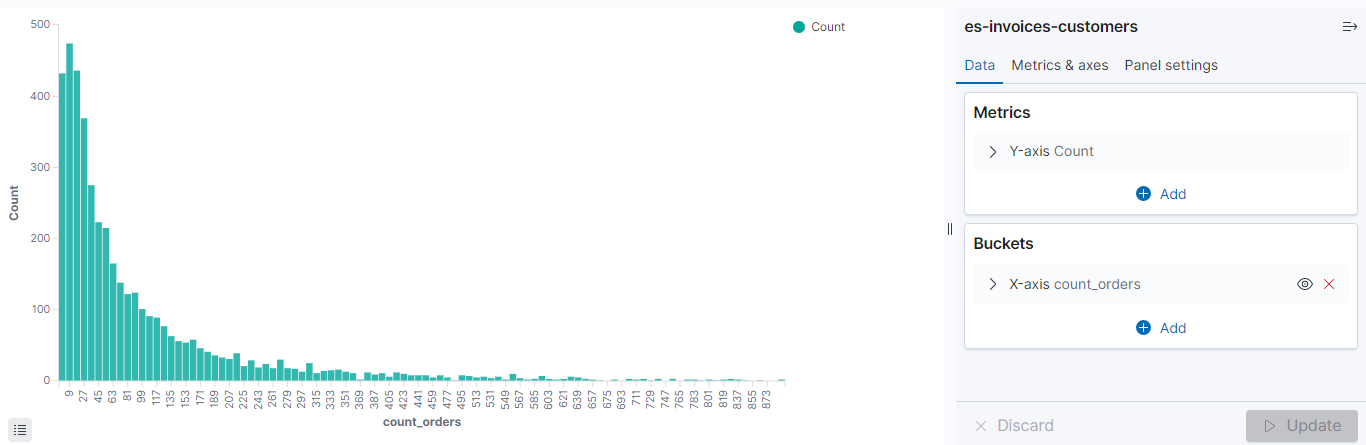 500
400
300
200
100
0
Count
9 27 45 63 81 99 117 135 153 171 189 207 225 243 261 279 297 315 333 351 369 387 405 423 441 459 477 495 513 531 549 567 585 603 621 639 657 675 693 711 729 747 765 783 801 819 837 855 873
count_orders
Count
es-invoices-customers
Data Metrics & axes Panel settings
Metrics
Y-axis Count
Add
Buckets
X-axis count_orders
Add
Discard Update